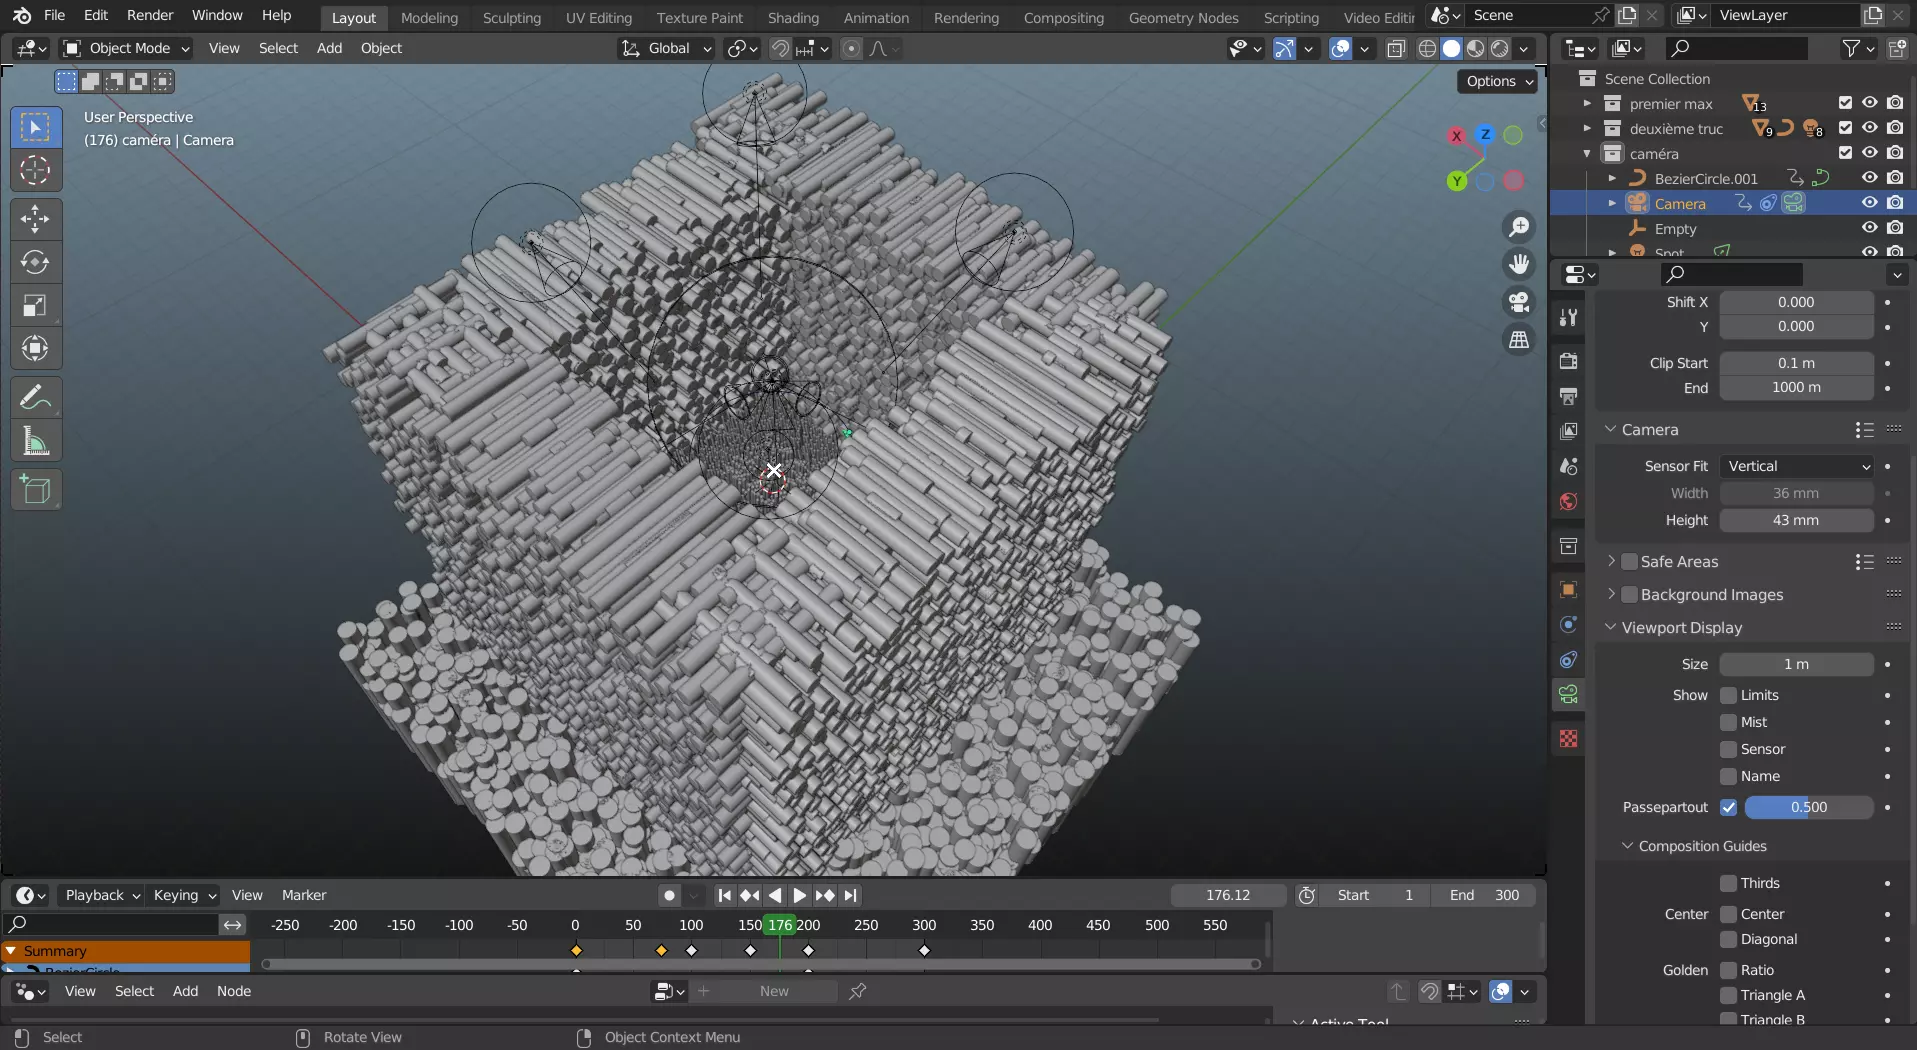 File Edit Render Window Help Layout Modeling Sculpting UV Editing Texture Paint Shading Animation Rendering Compositing Geometry Nodes Scripting Video Editin Scene ViewLayer
Object Mode View Select Add Object Global
Options
User Perspective
(176) caméra | Camera
X Z Y
Scene Collection
premier max 13
deuxième truc 9 8
caméra
BezierCircle.001
Camera
Empty
Spot
Shift X 0.000
Y 0.000
Clip Start 0.1 m
End 1000 m
Camera
Sensor Fit Vertical
Width 36 mm
Height 43 mm
Safe Areas
Background Images
Viewport Display
Size 1 m
Show Limits
Mist
Sensor
Name
Passepartout 0.500
Composition Guides
Thirds
Center Center
Diagonal
Golden Ratio
Triangle A
Triangle B
Playback Keying View Marker 176.12 Start 1 End 300
-250 -200 -150 -100 -50 0 50 100 150 176 200 250 300 350 400 450 500 550
Summary
BezierCircle
View Select Add Node New
Active Tool
Select Rotate View Object Context Menu